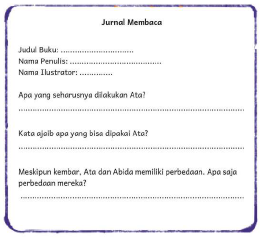 Jurnal Membaca
Judul Buku: ................................
Nama Penulis: ........................................
Nama Ilustrator: ..............
Apa yang seharusnya dilakukan Ata?
....................................................................................................
Kata ajaib apa yang bisa dipakai Ata?
....................................................................................................
Meskipun kembar, Ata dan Abida memiliki perbedaan. Apa saja
perbedaan mereka?
....................................................................................................